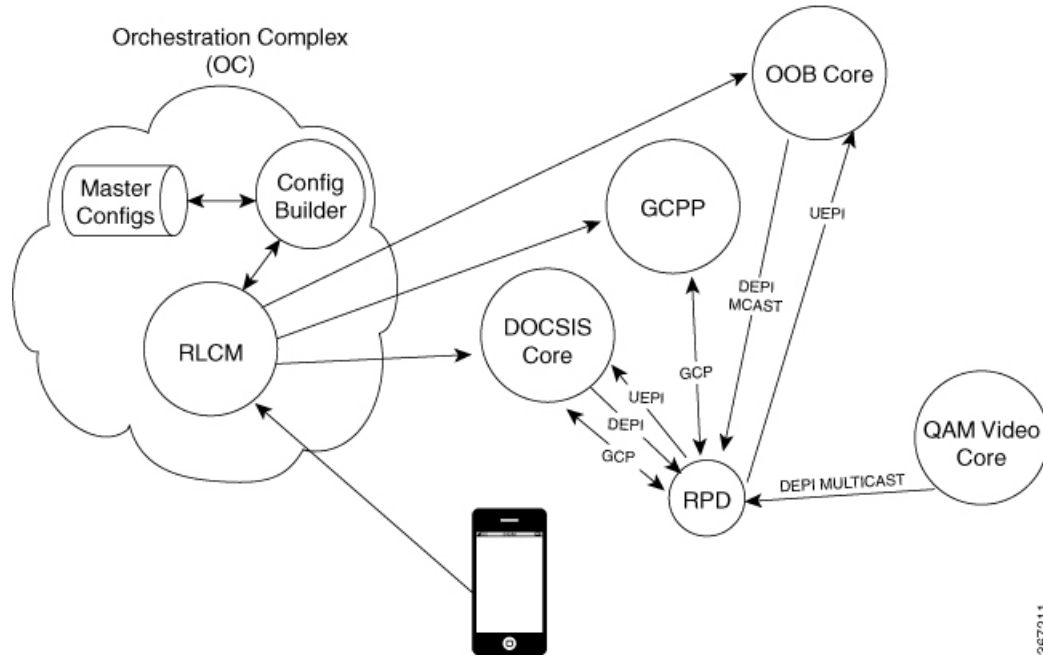 Orchestration Complex
(OC)
OOB Core
Master
Configs
Config
Builder
GCPP
UEPI
DEPI
MCAST
RLCM
DOCSIS
Core
GCP
UEPI
DEPI
GCP
QAM Video
Core
RPD
DEPI MULTICAST
367311